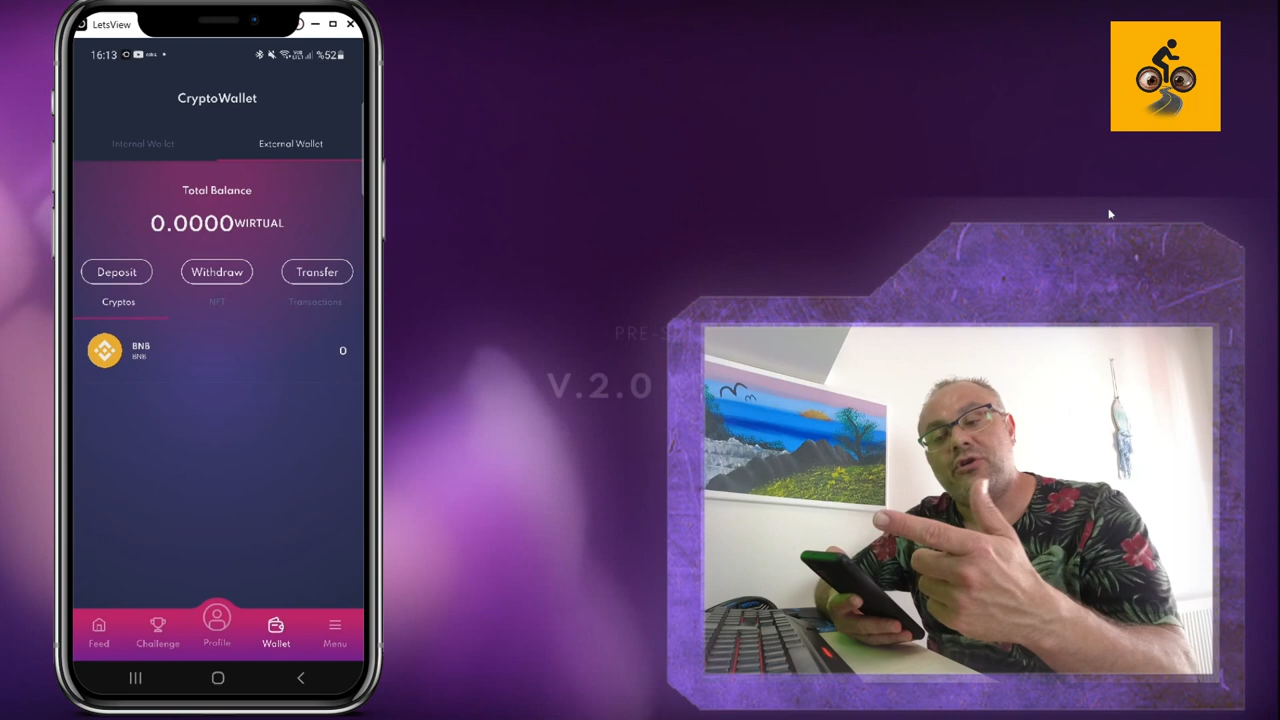 LetsView
16:13
%52
CryptoWallet
Internal Wallet
External Wallet
Total Balance
0.0000WIRTUAL
Deposit
Withdraw
Transfer
Cryptos
NFT
Transactions
BNB
BNB
0
Feed
Challenge
Profile
Wallet
Menu
PRE-S
V.2.0